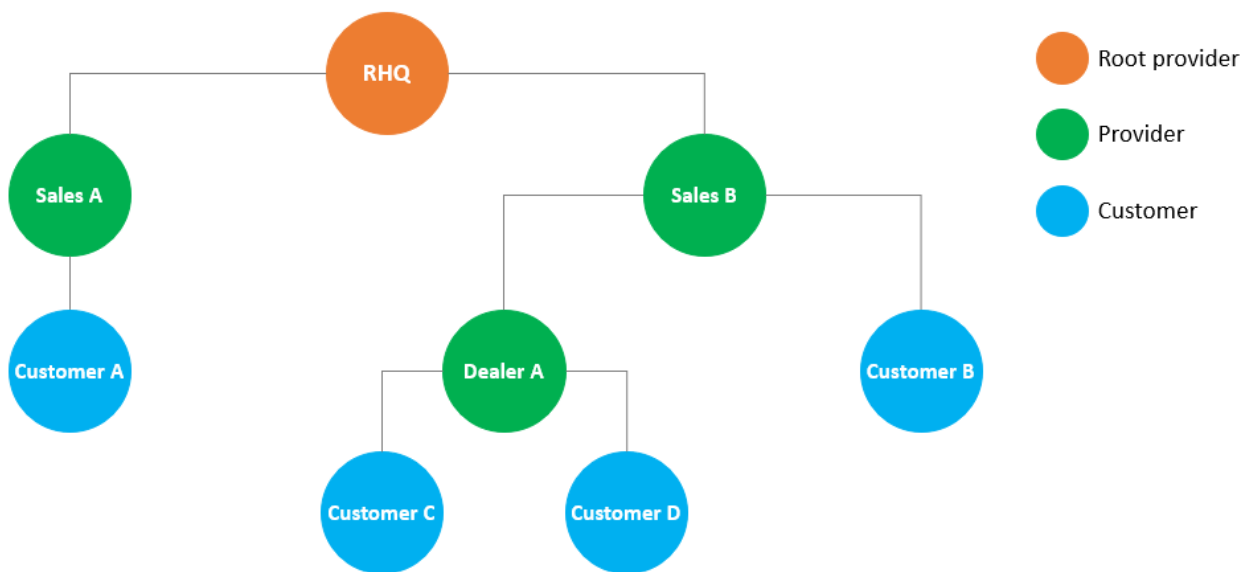 RHQ
Root provider
Provider
Sales A
Sales B
Customer
Customer A
Dealer A
Customer B
Customer C
Customer D